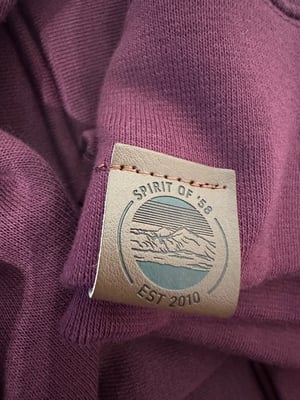 SPIRIT OF '58
EST 2010